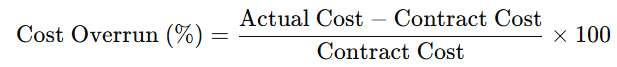 Cost Overrun (%) = Actual Cost − Contract Cost / Contract Cost × 100